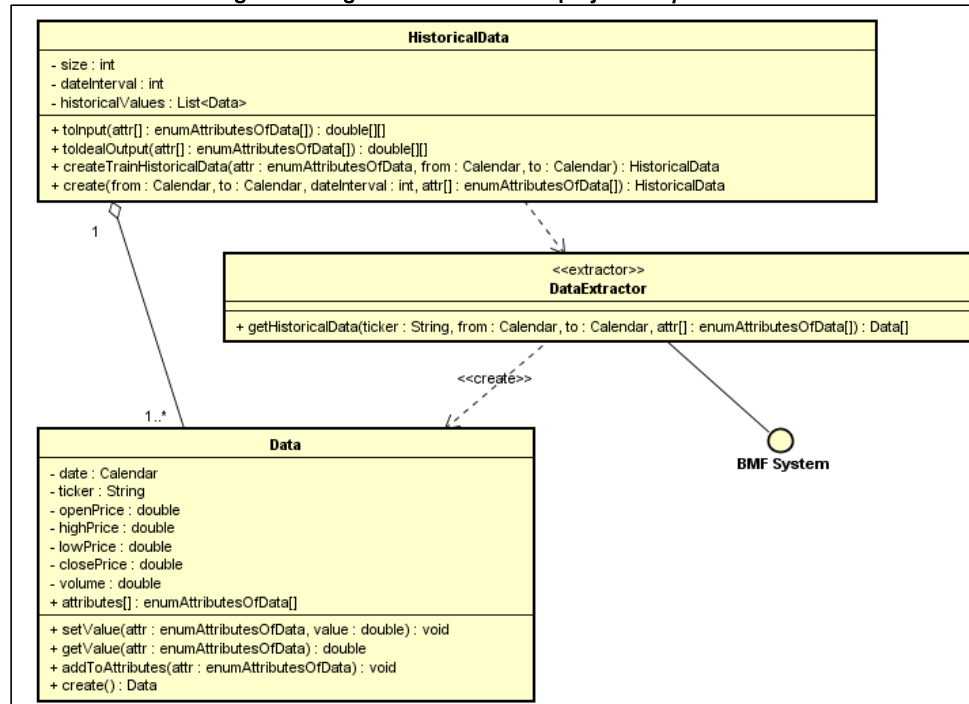 HistoricalData
- size : int
- dateInterval : int
- historicalValues : List<Data>
+ toInput(attr[] : enumAttributesOfData[]) : double[][]
+ toIdealOutput(attr[] : enumAttributesOfData[]) : double[][]
+ createTrainHistoricalData(attr : enumAttributesOfData, from : Calendar, to : Calendar) : HistoricalData
+ create(from : Calendar, to : Calendar, dateInterval : int, attr[] : enumAttributesOfData[]) : HistoricalData
1
<<extractor>>
DataExtractor
+ getHistoricalData(ticker : String, from : Calendar, to : Calendar, attr[] : enumAttributesOfData[]) : Data[]
<<create>>
1..*
BMF System
Data
- date : Calendar
- ticker : String
- openPrice : double
- highPrice : double
- lowPrice : double
- closePrice : double
- volume : double
+ attributes[] : enumAttributesOfData[]
+ setValue(attr : enumAttributesOfData, value : double) : void
+ getValue(attr : enumAttributesOfData) : double
+ addToAttributes(attr : enumAttributesOfData) : void
+ create() : Data